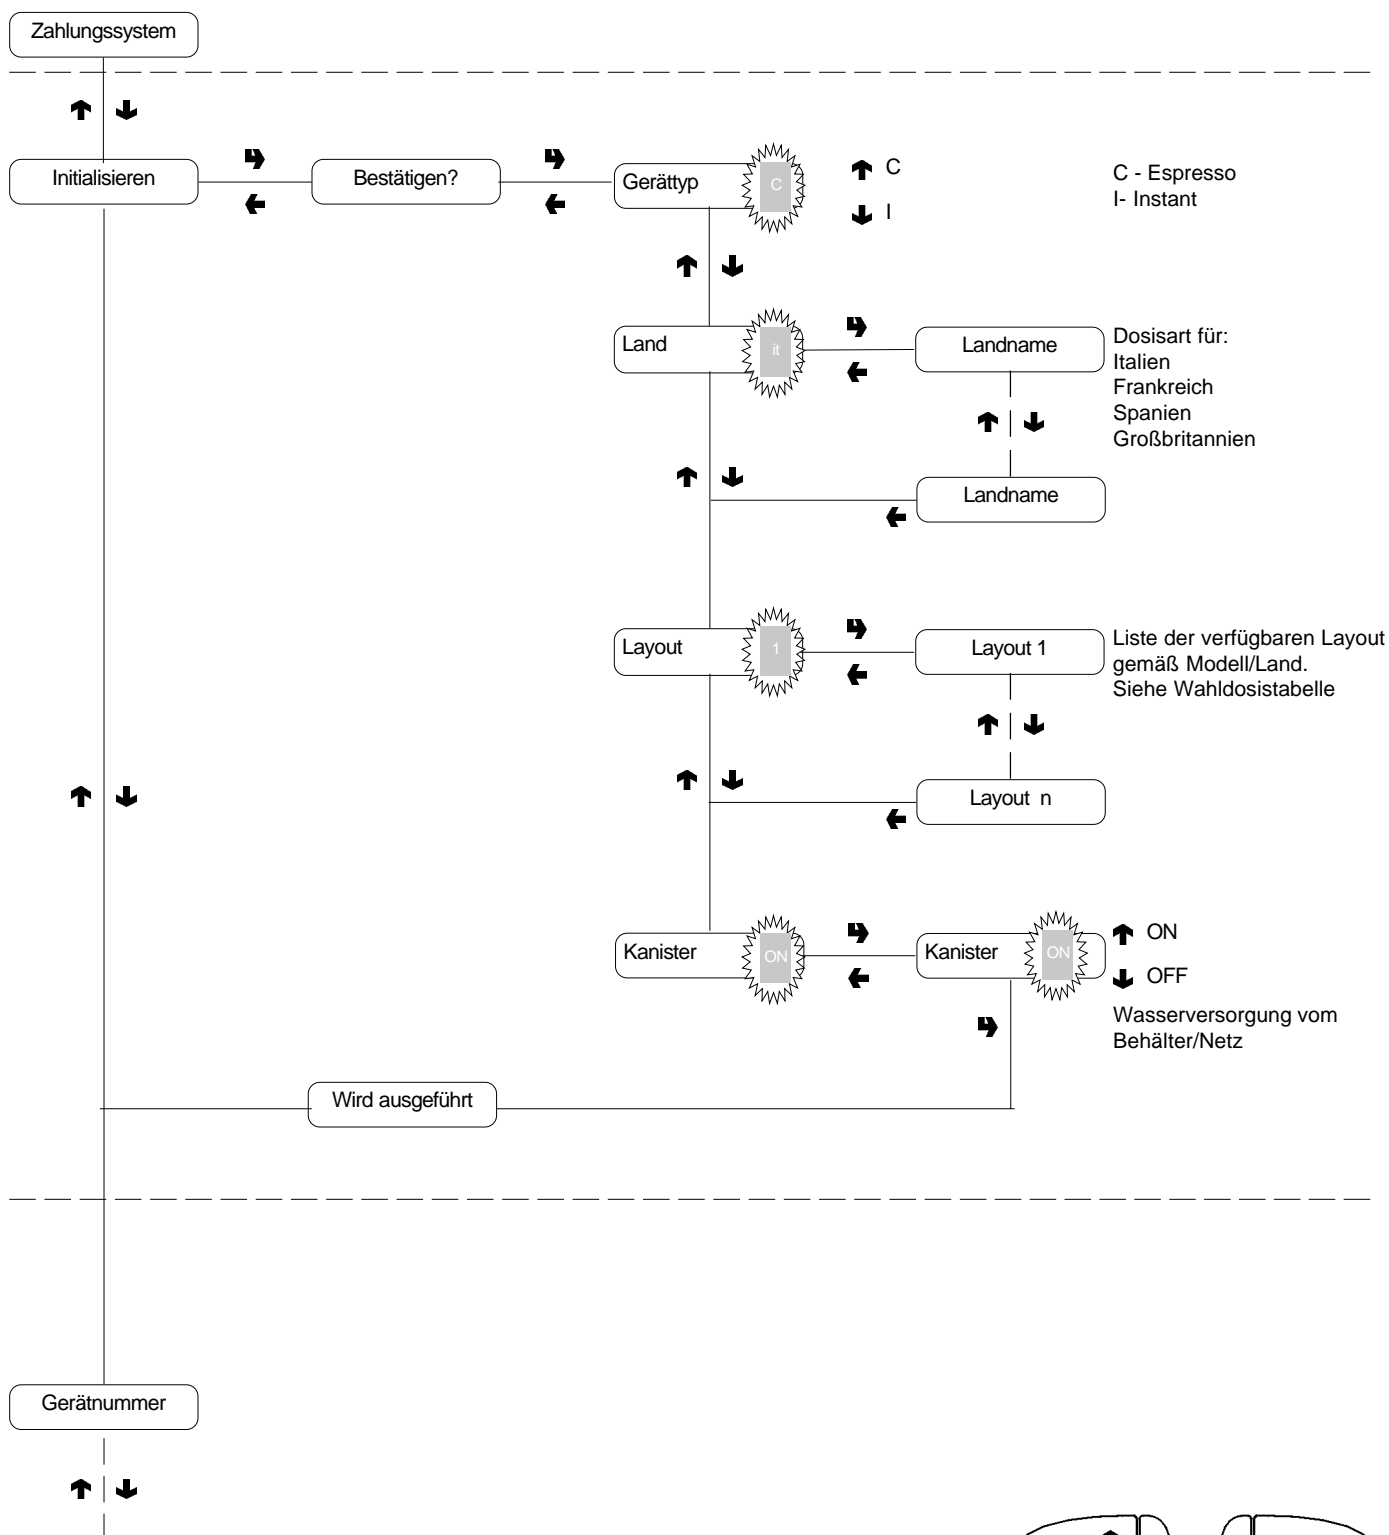 Zahlungssystem
Initialisieren
Bestätigen?
Gerättyp
C
C
I
C - Espresso
I- Instant
Land
it
Landname
Dosisart für:
Italien
Frankreich
Spanien
Großbritannien
Landname
Layout
1
Layout 1
Liste der verfügbaren Layout
gemäß Modell/Land.
Siehe Wahldosistabelle
Layout n
Kanister
ON
Kanister
ON
ON
OFF
Wasserversorgung vom
Behälter/Netz
Wird ausgeführt
Gerätnummer